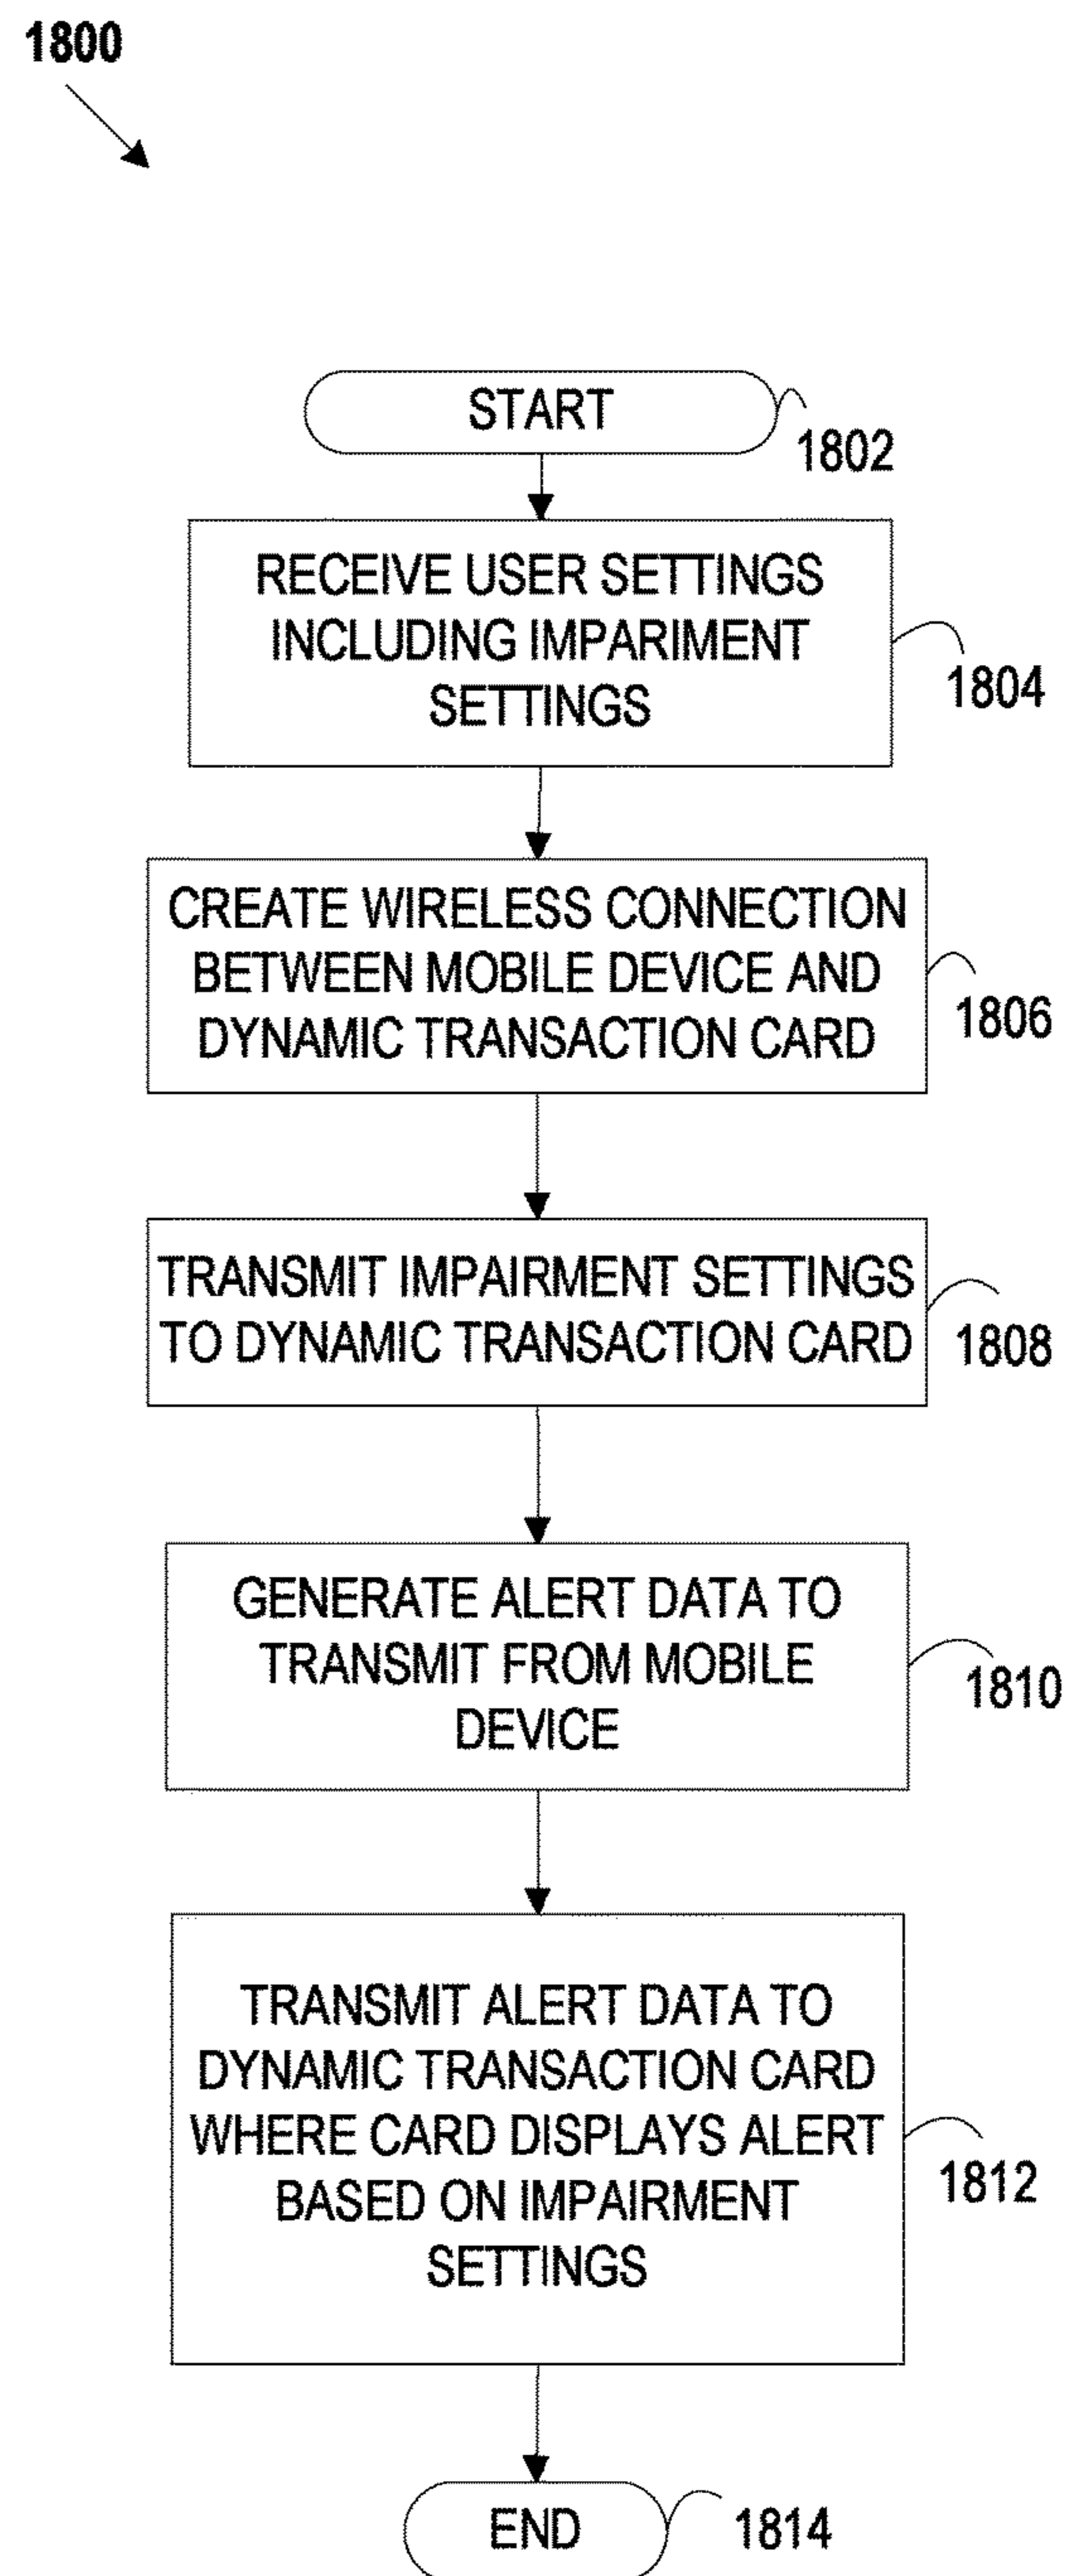 1800
START
1802
RECEIVE USER SETTINGS
INCLUDING IMPARIMENT
SETTINGS
1804
CREATE WIRELESS CONNECTION
BETWEEN MOBILE DEVICE AND
DYNAMIC TRANSACTION CARD
1806
TRANSMIT IMPAIRMENT SETTINGS
TO DYNAMIC TRANSACTION CARD
1808
GENERATE ALERT DATA TO
TRANSMIT FROM MOBILE
DEVICE
1810
TRANSMIT ALERT DATA TO
DYNAMIC TRANSACTION CARD
WHERE CARD DISPLAYS ALERT
BASED ON IMPAIRMENT
SETTINGS
1812
END
1814